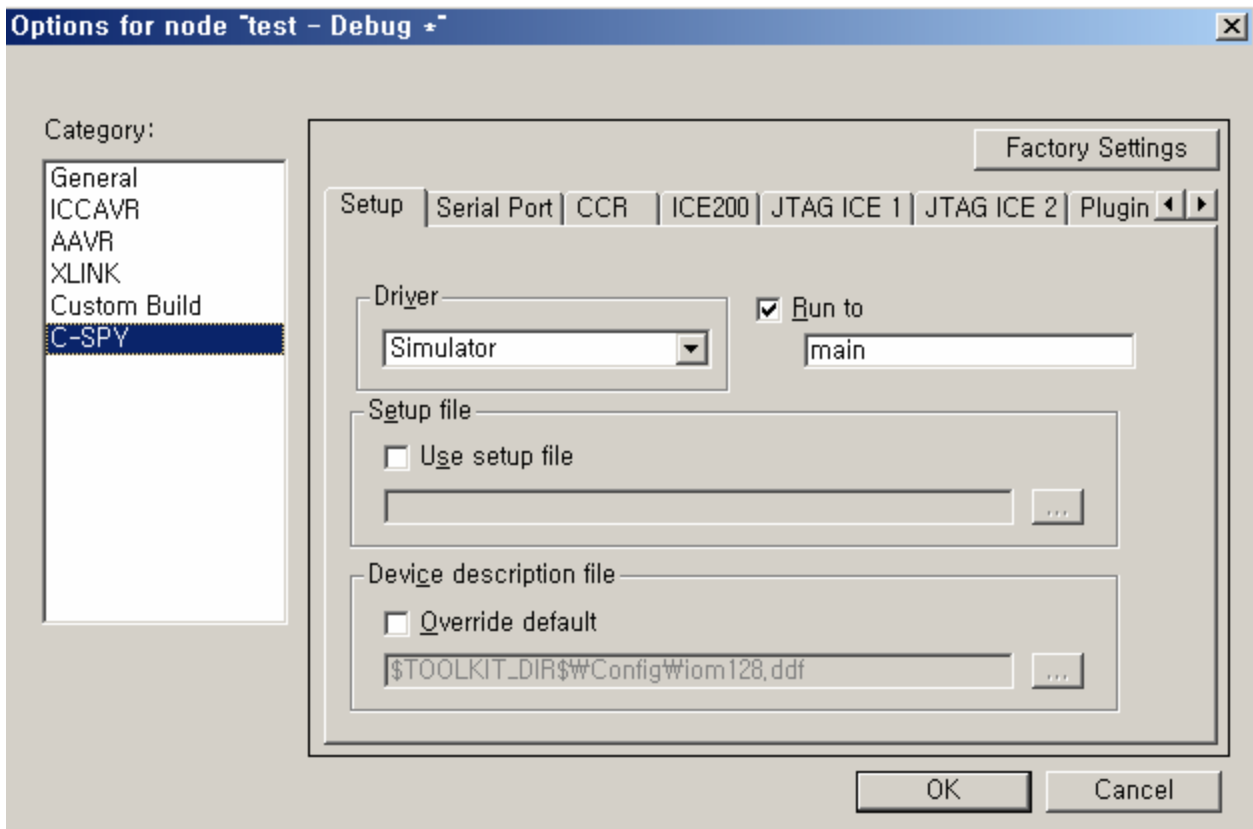 Options for node "test - Debug *"
Category:
General
ICCAVR
AAVR
XLINK
Custom Build
C-SPY
Factory Settings
Setup Serial Port CCR ICE200 JTAG ICE 1 JTAG ICE 2 Plugin
Driver
Simulator
Run to
main
Setup file
Use setup file
...
Device description file
Override default
$TOOLKIT_DIR$₩Config₩iom128.ddf
...
OK Cancel